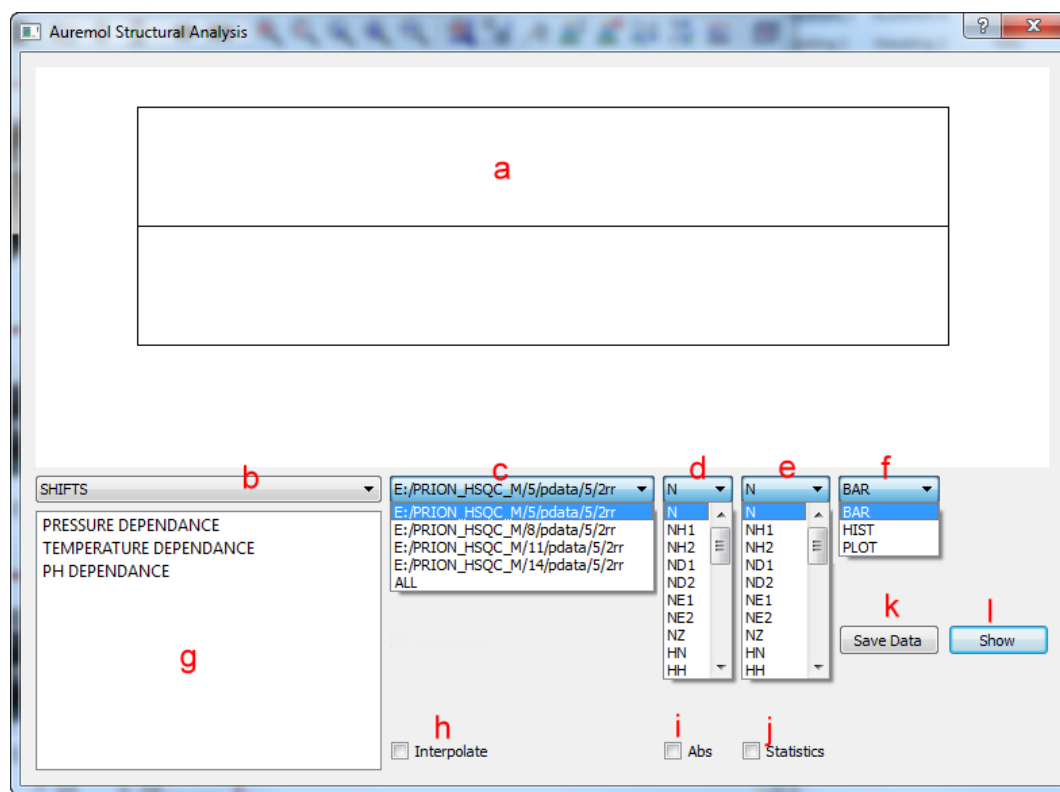 Auremol Structural Analysis
a
b
c
d
e
f
SHIFTS
E:/PRION_HSQC_M/5/pdata/5/2rr
N
N
BAR
PRESSURE DEPENDANCE
TEMPERATURE DEPENDANCE
PH DEPENDANCE
g
E:/PRION_HSQC_M/5/pdata/5/2rr
E:/PRION_HSQC_M/8/pdata/5/2rr
E:/PRION_HSQC_M/11/pdata/5/2rr
E:/PRION_HSQC_M/14/pdata/5/2rr
ALL
N
NH1
NH2
ND1
ND2
NE1
NE2
NZ
HN
HH
N
NH1
NH2
ND1
ND2
NE1
NE2
NZ
HN
HH
BAR
HIST
PLOT
k
l
Save Data
Show
h
i
j
Interpolate
Abs
Statistics